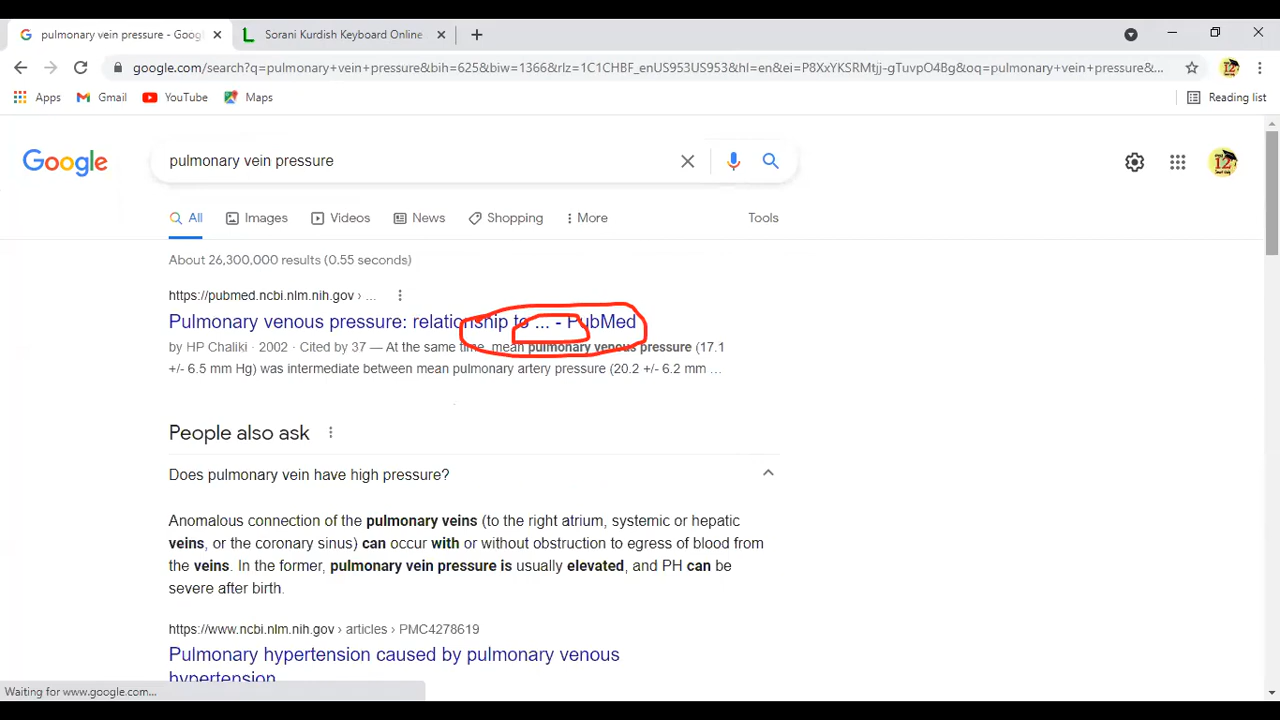 pulmonary vein pressure - Goog
Sorani Kurdish Keyboard Online
google.com/search?q=pulmonary+vein+pressure&bih=625&biw=1366&rlz=1C1CHBF_enUS953US953&hl=en&ei=P8XxYKSRMtjj-gTuvpO4Bg&oq=pulmonary+vein+pressure&...
12
Apps Gmail YouTube Maps Reading list
Google pulmonary vein pressure
12
All Images Videos News Shopping More Tools
About 26,300,000 results (0.55 seconds)
https://pubmed.ncbi.nlm.nih.gov › ...
Pulmonary venous pressure: relationship to ... - PubMed
by HP Chaliki · 2002 · Cited by 37 — At the same time, mean pulmonary venous pressure (17.1
+/- 6.5 mm Hg) was intermediate between mean pulmonary artery pressure (20.2 +/- 6.2 mm ...
People also ask
Does pulmonary vein have high pressure?
Anomalous connection of the pulmonary veins (to the right atrium, systemic or hepatic
veins, or the coronary sinus) can occur with or without obstruction to egress of blood from
the veins. In the former, pulmonary vein pressure is usually elevated, and PH can be
severe after birth.
https://www.ncbi.nlm.nih.gov › articles › PMC4278619
Pulmonary hypertension caused by pulmonary venous
hypertension
Waiting for www.google.com...